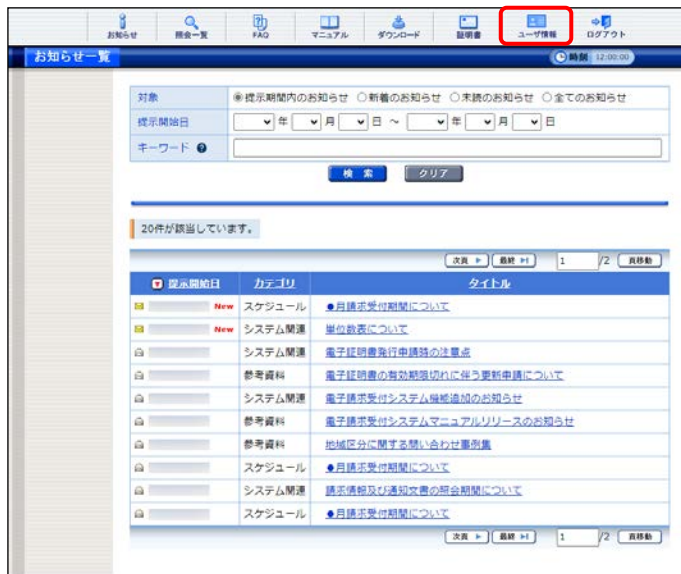 お知らせ 照会一覧 FAQ マニュアル ダウンロード 証明書 ユーザ情報 ログアウト
お知らせ一覧 時刻 12:00:00
対象 提示期間内のお知らせ 新着のお知らせ 未読のお知らせ 全てのお知らせ
提示開始日 年 月 日 ～ 年 月 日
キーワード ?
検索 クリア
20件が該当しています。
次頁 最終 1 /2 頁移動
提示開始日 カテゴリ タイトル
New スケジュール ●月請求受付期間について
New システム関連 単位数表について
システム関連 電子証明書発行申請時の注意点
参考資料 電子証明書の有効期限切れに伴う更新申請について
システム関連 電子請求受付システム機能追加のお知らせ
参考資料 電子請求受付システムマニュアルリリースのお知らせ
参考資料 地域区分に関する問い合わせ事例集
スケジュール ●月請求受付期間について
システム関連 請求情報及び通知文書の照会期間について
スケジュール ●月請求受付期間について
次頁 最終 1 /2 頁移動